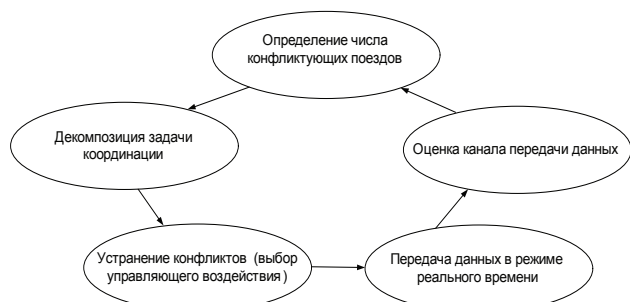 Определение числа
конфликтующих поездов
Декомпозиция задачи
координации
Оценка канала передачи данных
Устранение конфликтов (выбор
управляющего воздействия)
Передача данных в режиме
реального времени